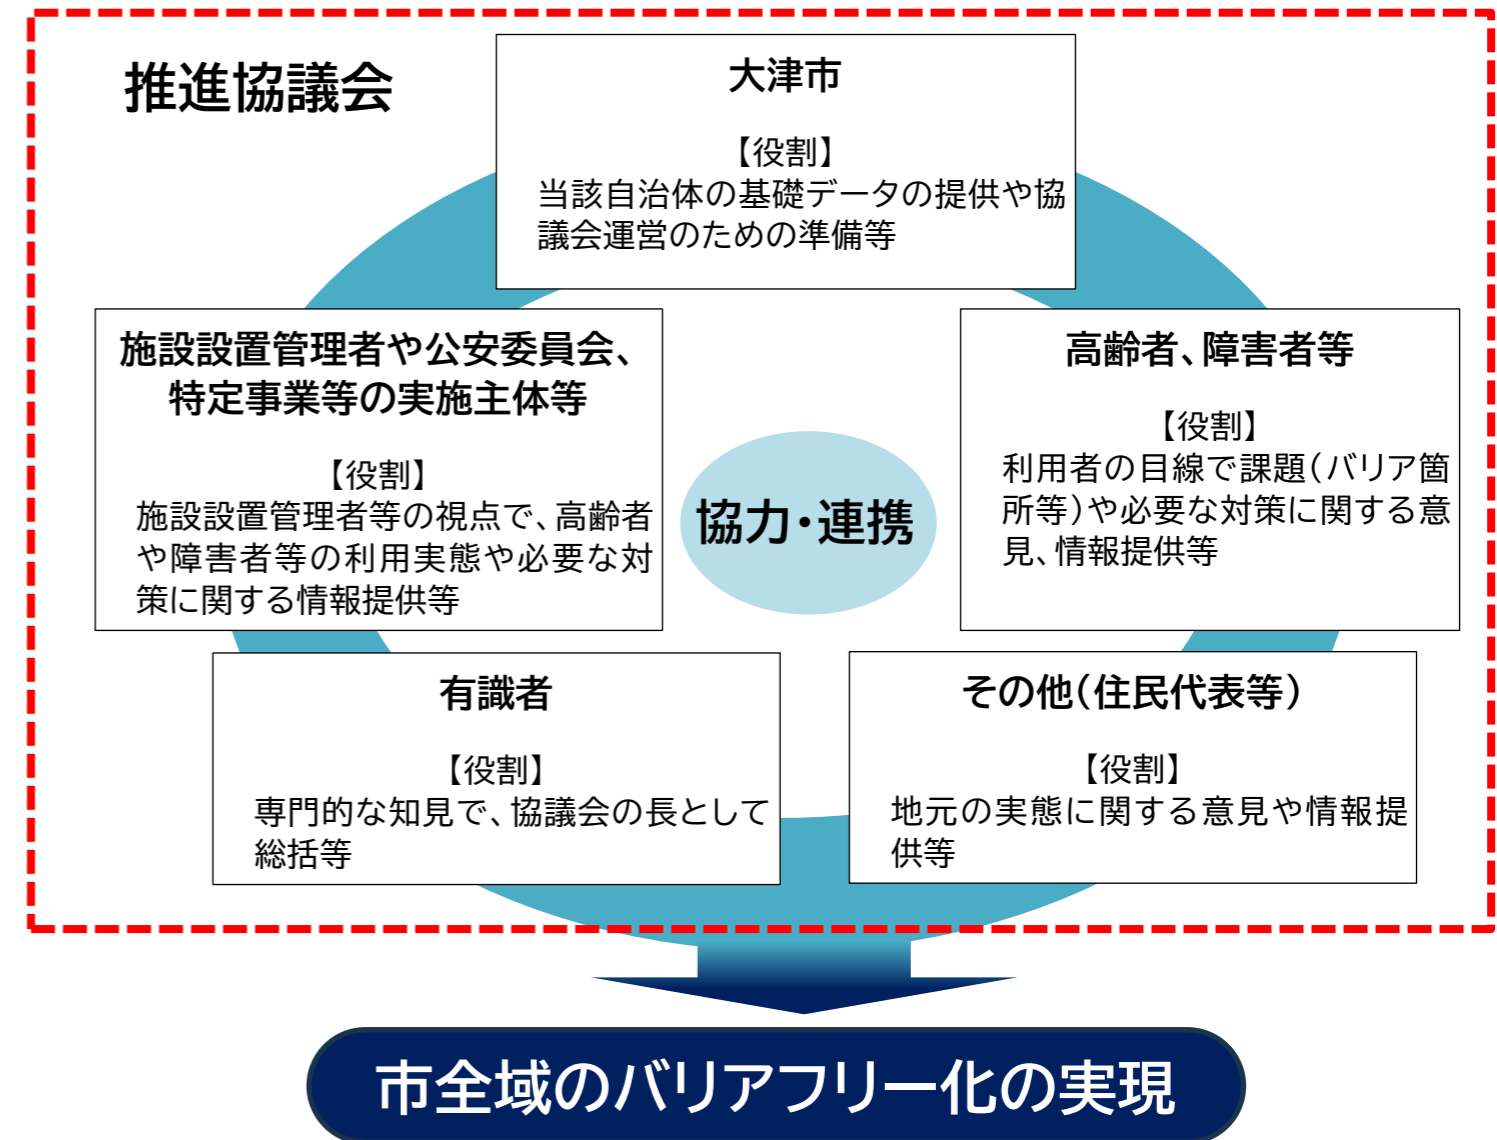 推進協議会
大津市
【役割】
当該自治体の基礎データの提供や協
議会運営のための準備等
施設設置管理者や公安委員会、
特定事業等の実施主体等
【役割】
施設設置管理者等の視点で、高齢者
や障害者等の利用実態や必要な対
策に関する情報提供等
高齢者、障害者等
【役割】
利用者の目線で課題(バリア箇
所等)や必要な対策に関する意
見、情報提供等
協力・連携
有識者
【役割】
専門的な知見で、協議会の長として
総括等
その他(住民代表等)
【役割】
地元の実態に関する意見や情報提
供等
市全域のバリアフリー化の実現